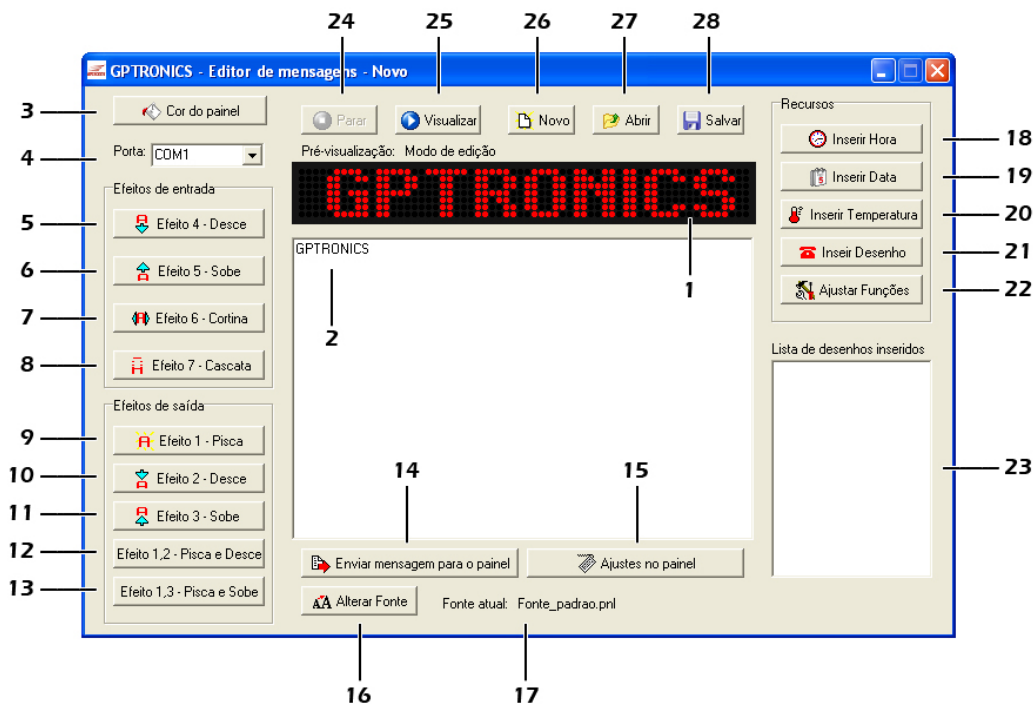 24 25 26 27 28
GPTRONICS - Editor de mensagens - Novo
3 Cor do painel
Parar Visualizar Novo Abrir Salvar
Recursos
4 Porta: COM1
Pré-visualização: Modo de edição
Inserir Hora 18
GPTRONICS
Inserir Data 19
Efeitos de entrada
5 Efeito 4 - Desce
Inserir Temperatura 20
GPTRONICS
Inseir Desenho 21
6 Efeito 5 - Sobe
1
Ajustar Funções 22
7 Efeito 6 - Cortina
2
Lista de desenhos inseridos
8 Efeito 7 - Cascata
Efeitos de saída
9 Efeito 1 - Pisca
14 15
23
10 Efeito 2 - Desce
11 Efeito 3 - Sobe
12 Efeito 1,2 - Pisca e Desce
Enviar mensagem para o painel Ajustes no painel
13 Efeito 1,3 - Pisca e Sobe
AA Alterar Fonte Fonte atual: Fonte_padrao.pnl
16 17